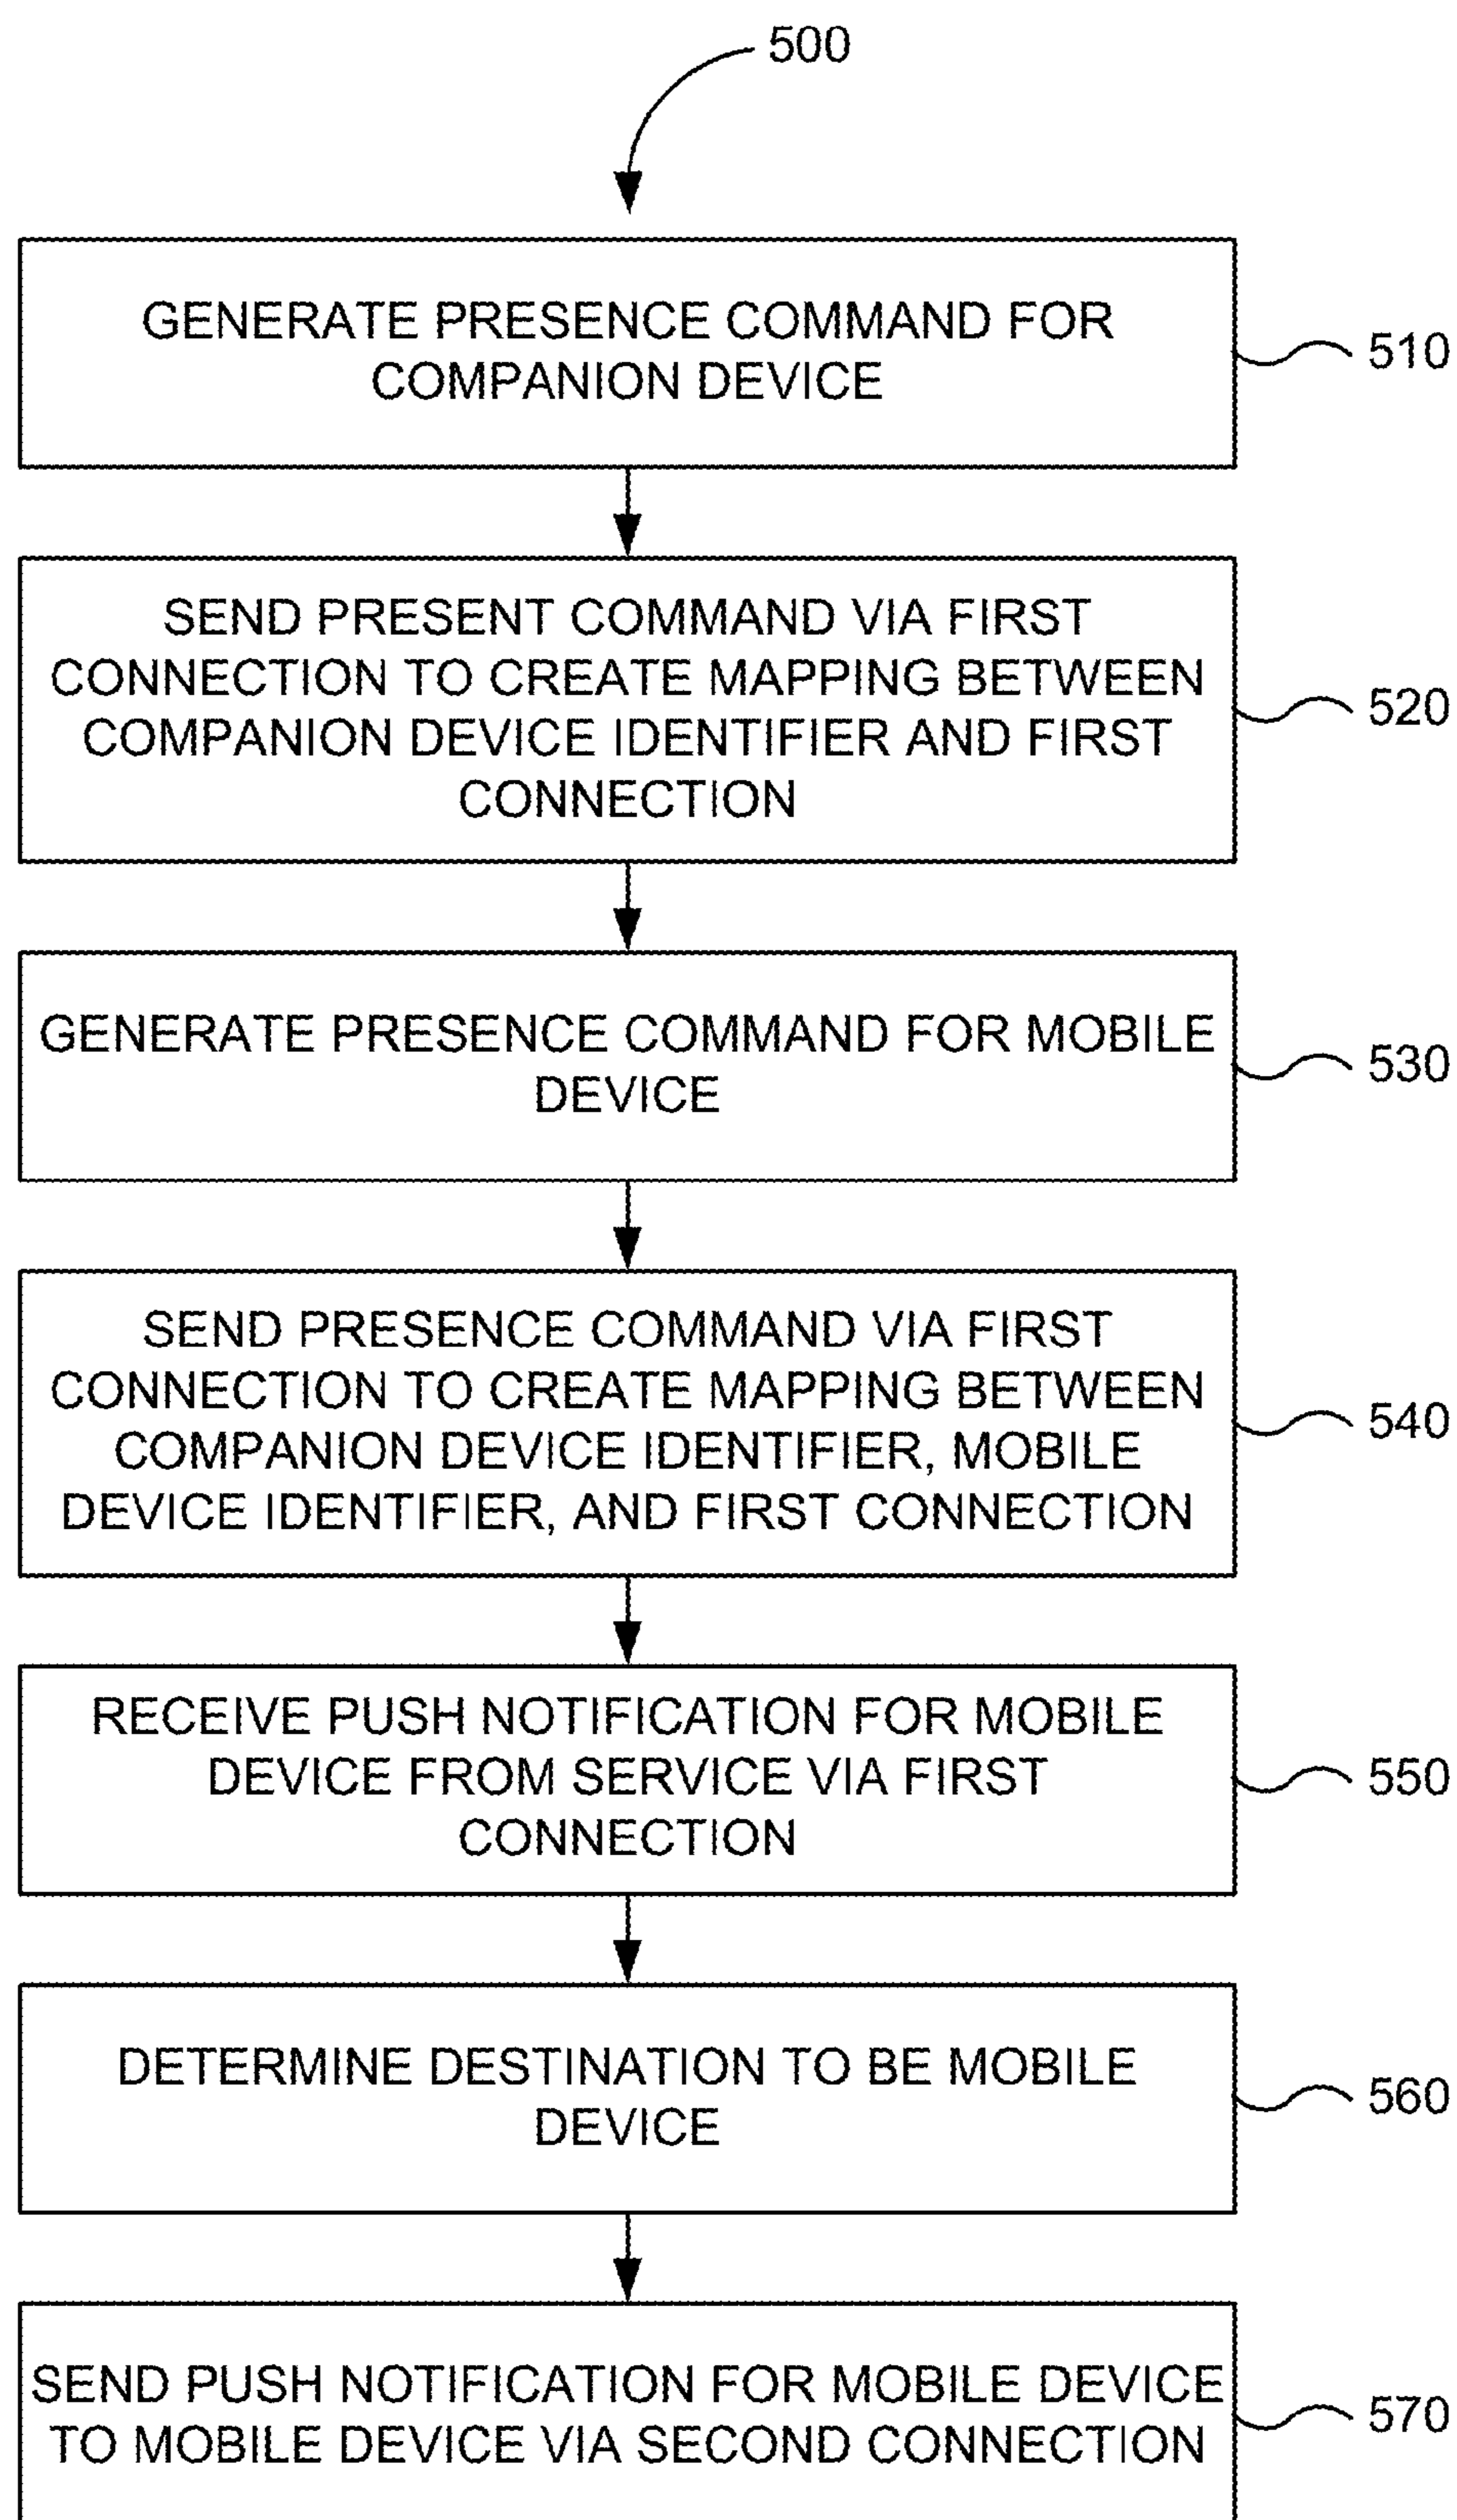 500
GENERATE PRESENCE COMMAND FOR
COMPANION DEVICE
510
SEND PRESENT COMMAND VIA FIRST
CONNECTION TO CREATE MAPPING BETWEEN
COMPANION DEVICE IDENTIFIER AND FIRST
CONNECTION
520
GENERATE PRESENCE COMMAND FOR MOBILE
DEVICE
530
SEND PRESENCE COMMAND VIA FIRST
CONNECTION TO CREATE MAPPING BETWEEN
COMPANION DEVICE IDENTIFIER, MOBILE
DEVICE IDENTIFIER, AND FIRST CONNECTION
540
RECEIVE PUSH NOTIFICATION FOR MOBILE
DEVICE FROM SERVICE VIA FIRST
CONNECTION
550
DETERMINE DESTINATION TO BE MOBILE
DEVICE
560
SEND PUSH NOTIFICATION FOR MOBILE DEVICE
TO MOBILE DEVICE VIA SECOND CONNECTION
570